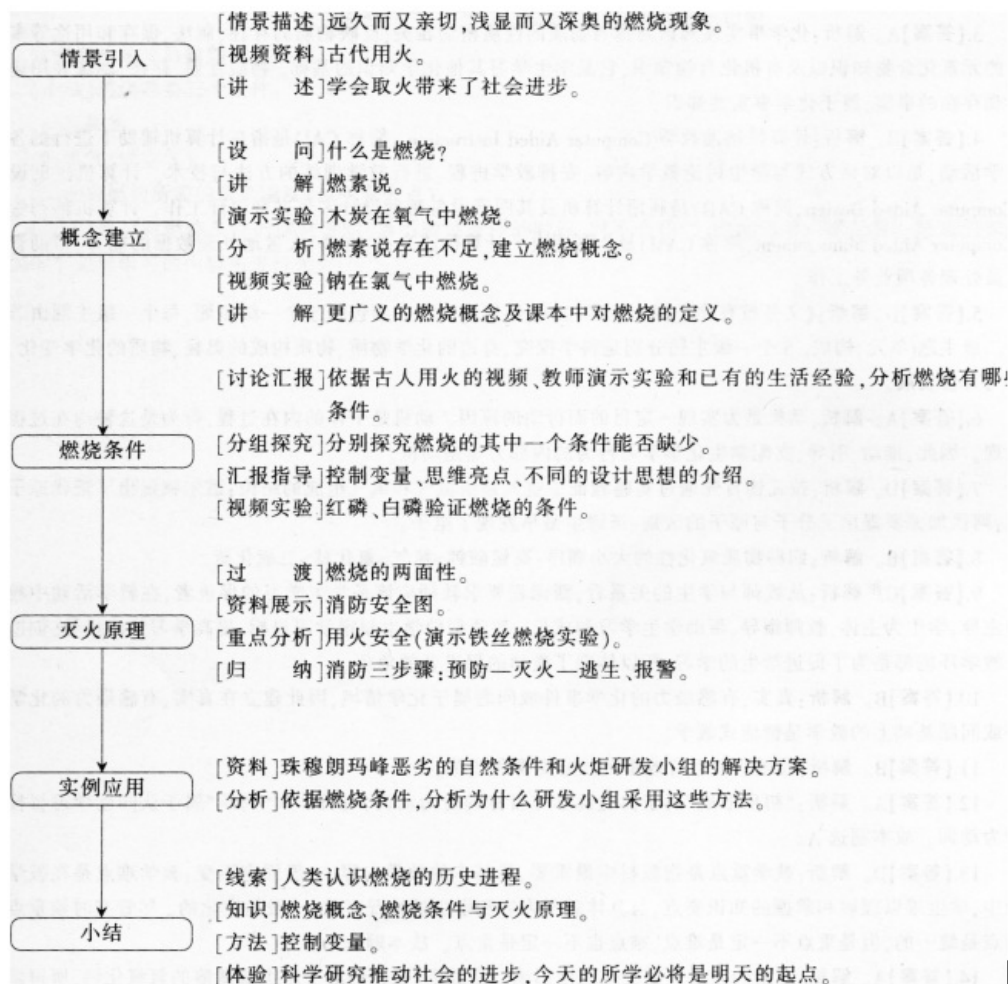 [情景描述]远久而又亲切,浅显而又深奥的燃烧现象。
情景引入
[视频资料]古代用火。
[讲 述]学会取火带来了社会进步。
[设 问]什么是燃烧?
[讲 解]燃素说。
[演示实验]木炭在氧气中燃烧。
概念建立
[分 析]燃素说存在不足,建立燃烧概念。
[视频实验]钠在氯气中燃烧。
[讲 解]更广义的燃烧概念及课本中对燃烧的定义。
[讨论汇报]依据古人用火的视频、教师演示实验和已有的生活经验,分析燃烧有哪些
条件。
燃烧条件
[分组探究]分别探究燃烧的其中一个条件能否缺少。
[汇报指导]控制变量、思维亮点、不同的设计思想的介绍。
[视频实验]红磷、白磷验证燃烧的条件。
[过 渡]燃烧的两面性。
[资料展示]消防安全图。
灭火原理
[重点分析]用火安全(演示铁丝燃烧实验)。
[归 纳]消防三步骤:预防—灭火—逃生、报警。
实例应用
[资料]珠穆朗玛峰恶劣的自然条件和火炬研发小组的解决方案。
[分析]依据燃烧条件,分析为什么研发小组采用这些方法。
[线索]人类认识燃烧的历史进程。
[知识]燃烧概念、燃烧条件与灭火原理。
小结
[方法]控制变量。
[体验]科学研究推动社会的进步,今天的所学必将是明天的起点。